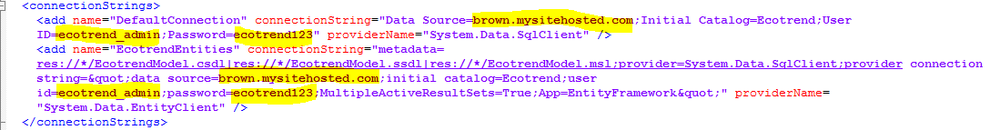 <connectionStrings>
<add name="DefaultConnection" connectionString="Data Source=brown.mysitehosted.com;Initial Catalog=Ecotrend;User
ID=ecotrend_admin;Password=ecotrend123" providerName="System.Data.SqlClient" />
<add name="EcotrendEntities" connectionString="metadata=
res://*/EcotrendModel.csdl|res://*/EcotrendModel.ssdl|res://*/EcotrendModel.msl;provider=System.Data.SqlClient;provider connection
string=&quot;data source=brown.mysitehosted.com;initial catalog=Ecotrend;user
id=ecotrend_admin;password=ecotrend123;MultipleActiveResultSets=True;App=EntityFramework&quot;" providerName=
"System.Data.EntityClient" />
</connectionStrings>